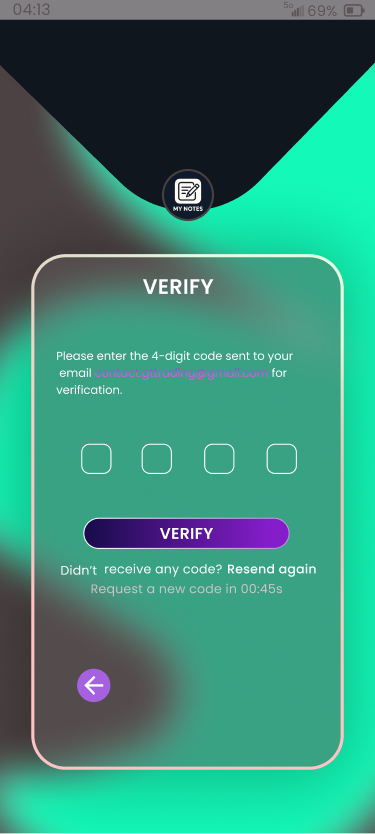 04:13
5G 69%
MY NOTES
VERIFY
Please enter the 4-digit code sent to your
email for
verification.
VERIFY
Didn't receive any code? Resend again
Request a new code in 00:45s